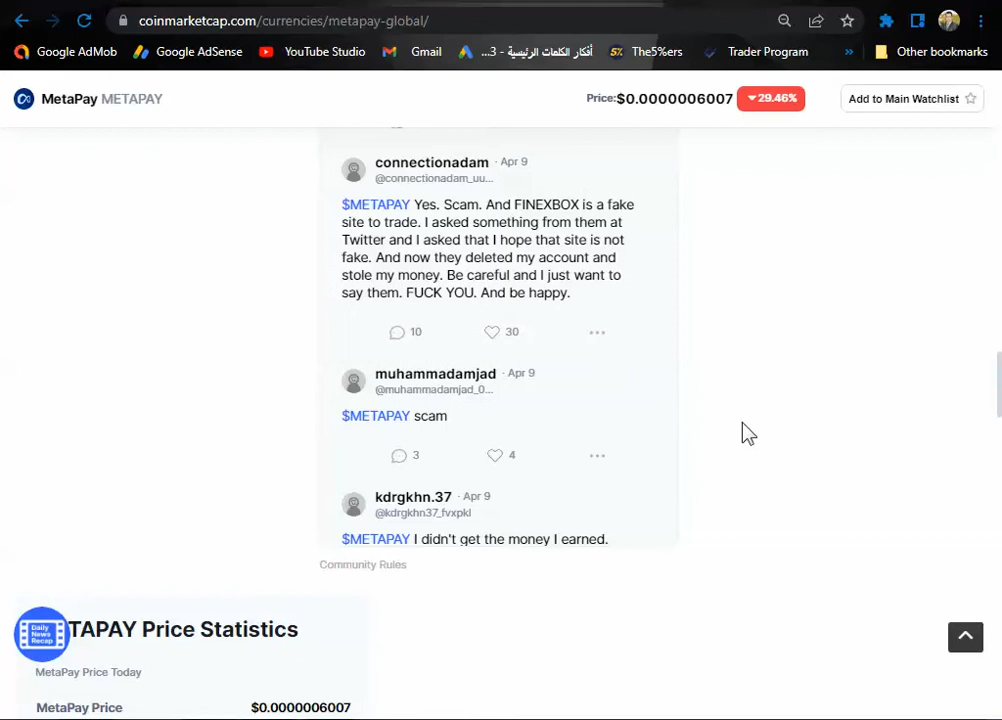 coinmarketcap.com/currencies/metapay-global/
Google AdMob
Google AdSense
YouTube Studio
Gmail
أفكار الكلمات الرئيسية - 3...
5%
The5%ers
Trader Program
»
Other bookmarks
MetaPay METAPAY
Price:$0.0000006007
29.46%
Add to Main Watchlist
connectionadam · Apr 9
@connectionadam_uu...
$METAPAY Yes. Scam. And FINEXBOX is a fake
site to trade. I asked something from them at
Twitter and I asked that I hope that site is not
fake. And now they deleted my account and
stole my money. Be careful and I just want to
say them. FUCK YOU. And be happy.
10
30
muhammadamjad · Apr 9
@muhammadamjad_0...
$METAPAY scam
3
4
kdrgkhn.37 · Apr 9
@kdrgkhn37_fvxpkl
$METAPAY I didn't get the money I earned.
Community Rules
Daily
News
Recap
TAPAY Price Statistics
MetaPay Price Today
MetaPay Price
$0.0000006007